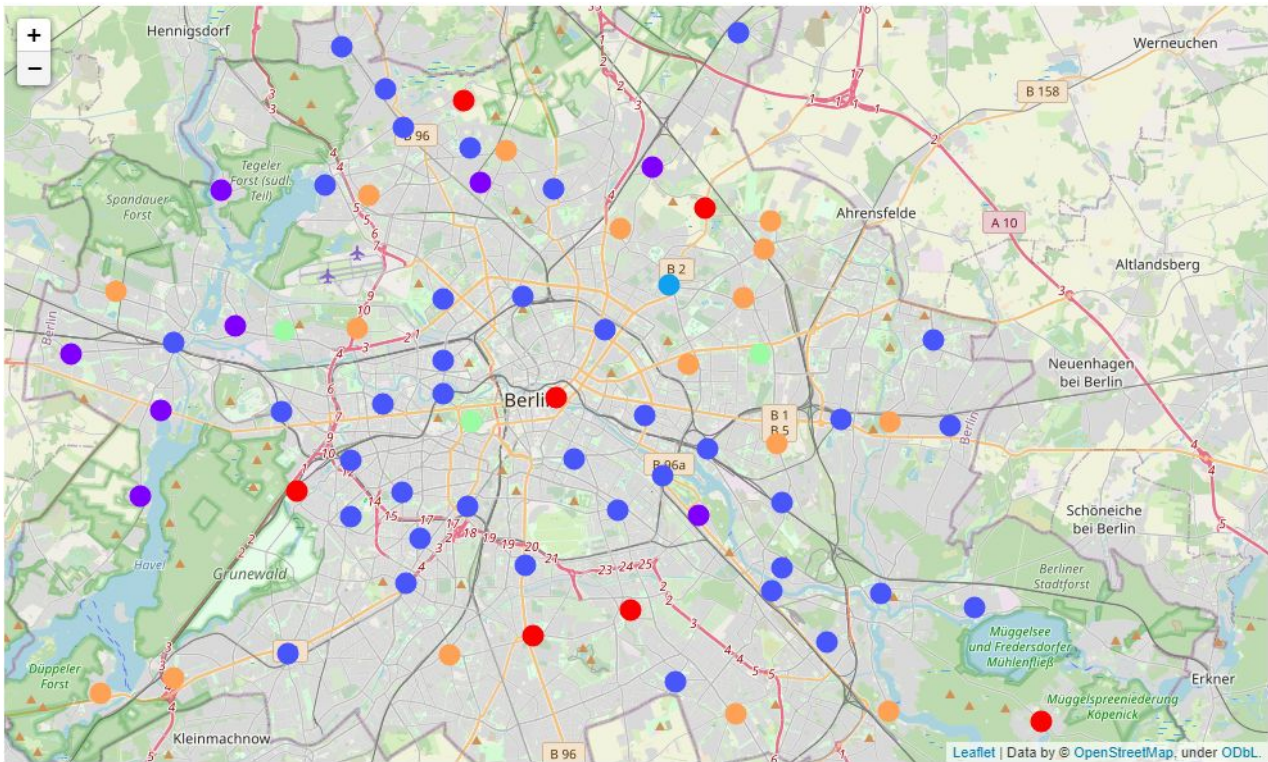 +
−
Hennigsdorf
Werneuchen
B 158
B 96
Tegeler
Forst (südl.
Teil)
Spandauer
Forst
Ahrensfelde
A 10
B 2
Altlandsberg
Berlin
Neuenhagen
bei Berlin
Berlin
B 1
B 5
Berlin
B 96a
Schöneiche
bei Berlin
Havel
Grunewald
Berliner
Stadtforst
Müggelsee
und Fredersdorfer
Mühlenfließ
Düppeler
Forst
Erkner
Müggelspreeniederung
Köpenick
Kleinmachnow
B 96
Leaflet | Data by © OpenStreetMap, under ODbL.